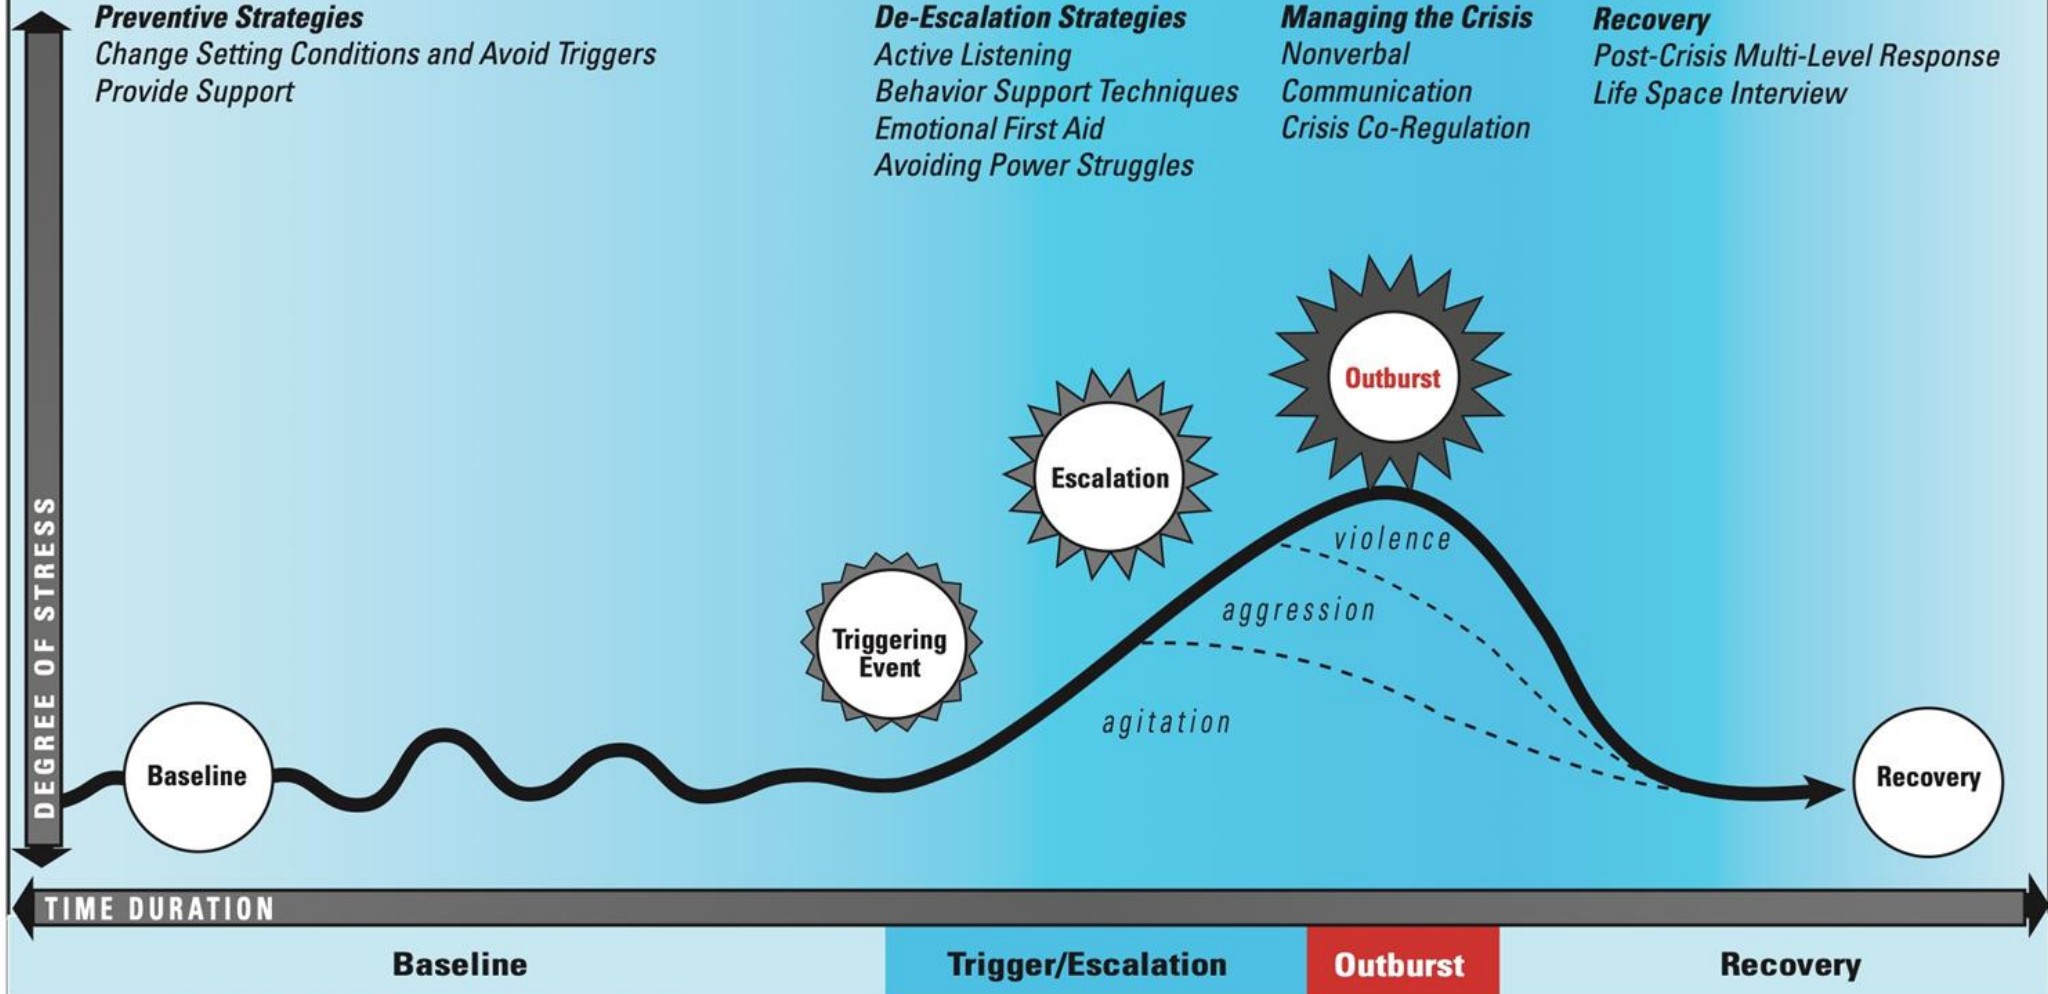 Preventive Strategies
Change Setting Conditions and Avoid Triggers
Provide Support
De-Escalation Strategies
Active Listening
Behavior Support Techniques
Emotional First Aid
Avoiding Power Struggles
Managing the Crisis
Nonverbal
Communication
Crisis Co-Regulation
Recovery
Post-Crisis Multi-Level Response
Life Space Interview
DEGREE OF STRESS
Baseline
Triggering
Event
Escalation
Outburst
violence
aggression
agitation
Recovery
TIME DURATION
Baseline
Trigger/Escalation
Outburst
Recovery